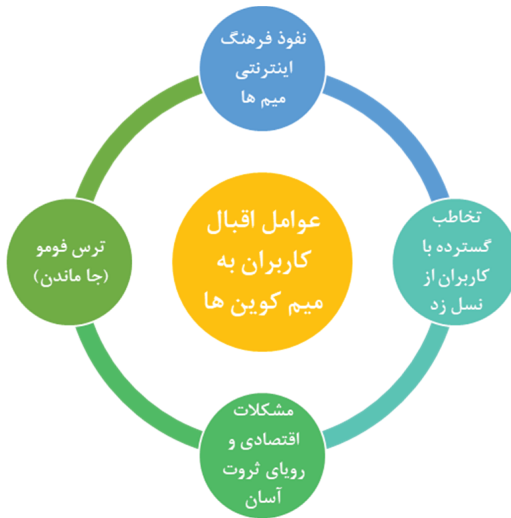 نفوذ فرهنگ
اینترنتی
میم ها
عوامل اقبال
کاربران به
میم کوین ها
تخاطب
گسترده با
کاربران از
نسل زد
مشکلات
اقتصادی و
رویای ثروت
آسان
ترس فومو
(جا ماندن)